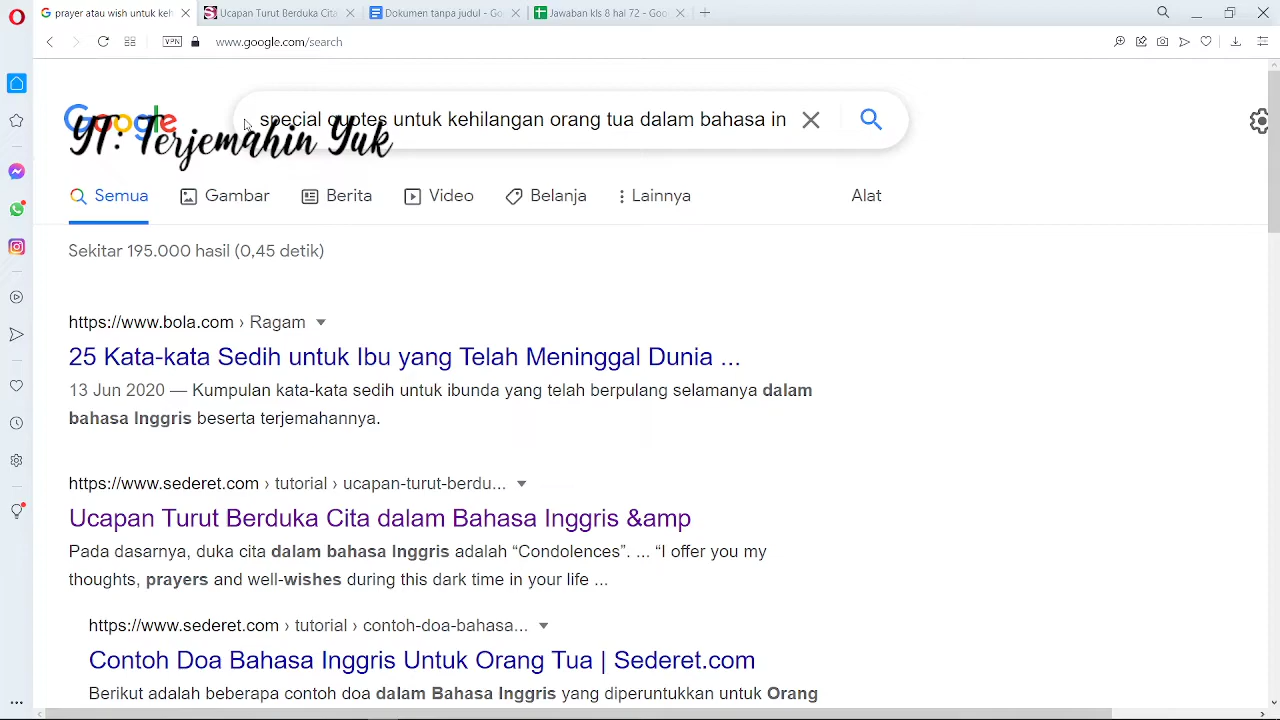 prayer atau wish untuk keh
Ucapan Turut Berduka Cita
Dokumen tanpa judul - Go
Jawaban kls 8 hal 72 - Goo
VPN
www.google.com/search
Google
special quotes untuk kehilangan orang tua dalam bahasa in
YT: Terjemahin Yuk
Semua
Gambar
Berita
Video
Belanja
Lainnya
Alat
Sekitar 195.000 hasil (0,45 detik)
https://www.bola.com › Ragam
25 Kata-kata Sedih untuk Ibu yang Telah Meninggal Dunia ...
13 Jun 2020 — Kumpulan kata-kata sedih untuk ibunda yang telah berpulang selamanya dalam
bahasa Inggris beserta terjemahannya.
https://www.sederet.com › tutorial › ucapan-turut-berdu...
Ucapan Turut Berduka Cita dalam Bahasa Inggris &amp
Pada dasarnya, duka cita dalam bahasa Inggris adalah “Condolences”. ... “I offer you my
thoughts, prayers and well-wishes during this dark time in your life ...
https://www.sederet.com › tutorial › contoh-doa-bahasa...
Contoh Doa Bahasa Inggris Untuk Orang Tua | Sederet.com
Berikut adalah beberapa contoh doa dalam Bahasa Inggris yang diperuntukkan untuk Orang